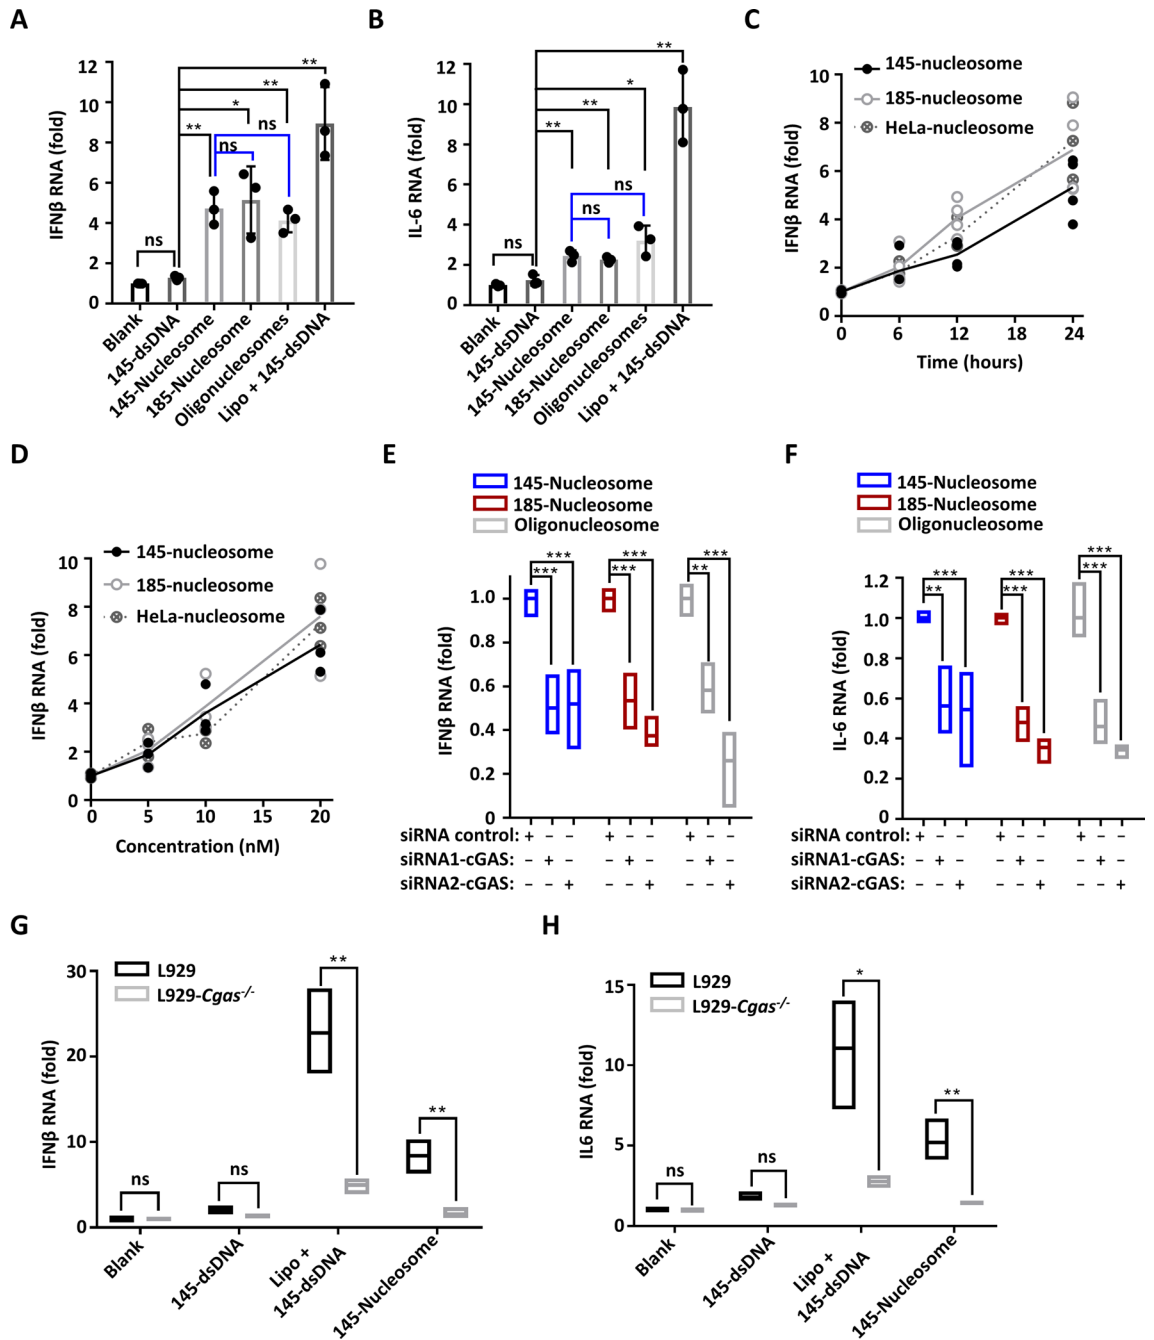 A
IFNβ RNA (fold)
12
10
8
6
4
2
0
ns
**
*
**
**
ns
ns
Blank
145-dsDNA
145-Nucleosome
185-Nucleosome
Oligonucleosomes
Lipo + 145-dsDNA
B
IL-6 RNA (fold)
12
10
8
6
4
2
0
ns
**
**
*
**
ns
ns
Blank
145-dsDNA
145-Nucleosome
185-Nucleosome
Oligonucleosomes
Lipo + 145-dsDNA
C
145-nucleosome
185-nucleosome
HeLa-nucleosome
IFNβ RNA (fold)
10
8
6
4
2
0
0 6 12 18 24
Time (hours)
D
145-nucleosome
185-nucleosome
HeLa-nucleosome
IFNβ RNA (fold)
10
8
6
4
2
0
0 5 10 15 20
Concentration (nM)
E
145-Nucleosome
185-Nucleosome
Oligonucleosome
IFNβ RNA (fold)
1.0
0.8
0.6
0.4
0.2
0
*** *** ***
*** *** **
siRNA control: + – – + – – + – –
siRNA1-cGAS: – + – – + – – + –
siRNA2-cGAS: – – + – – + – – +
F
145-Nucleosome
185-Nucleosome
Oligonucleosome
IL-6 RNA (fold)
1.2
1.0
0.8
0.6
0.4
0.2
0
*** *** ***
** *** ***
siRNA control: + – – + – – + – –
siRNA1-cGAS: – + – – + – – + –
siRNA2-cGAS: – – + – – + – – +
G
L929
L929-Cgas-/-
IFNβ RNA (fold)
30
20
10
0
ns
ns
**
**
Blank
145-dsDNA
Lipo +
145-dsDNA
145-Nucleosome
H
L929
L929-Cgas-/-
IL6 RNA (fold)
15
10
5
0
ns
ns
*
**
Blank
145-dsDNA
Lipo +
145-dsDNA
145-Nucleosome